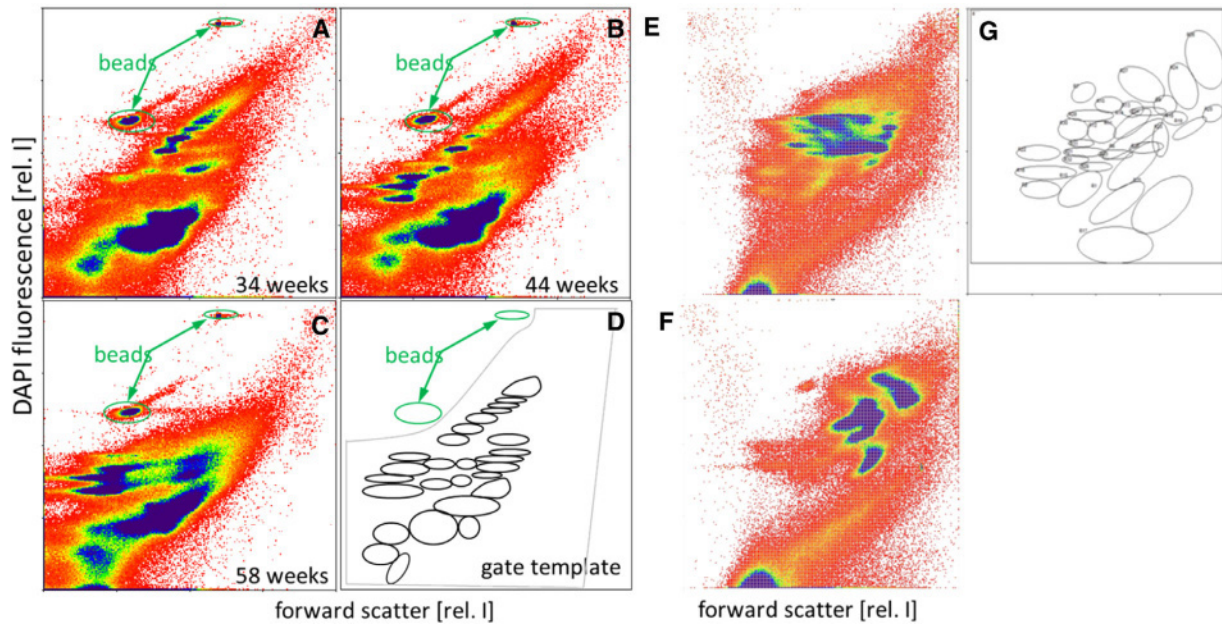 A
B
E
G
beads
beads
34 weeks
44 weeks
DAPI fluorescence [rel. I]
C
D
F
beads
beads
58 weeks
gate template
forward scatter [rel. I]
forward scatter [rel. I]